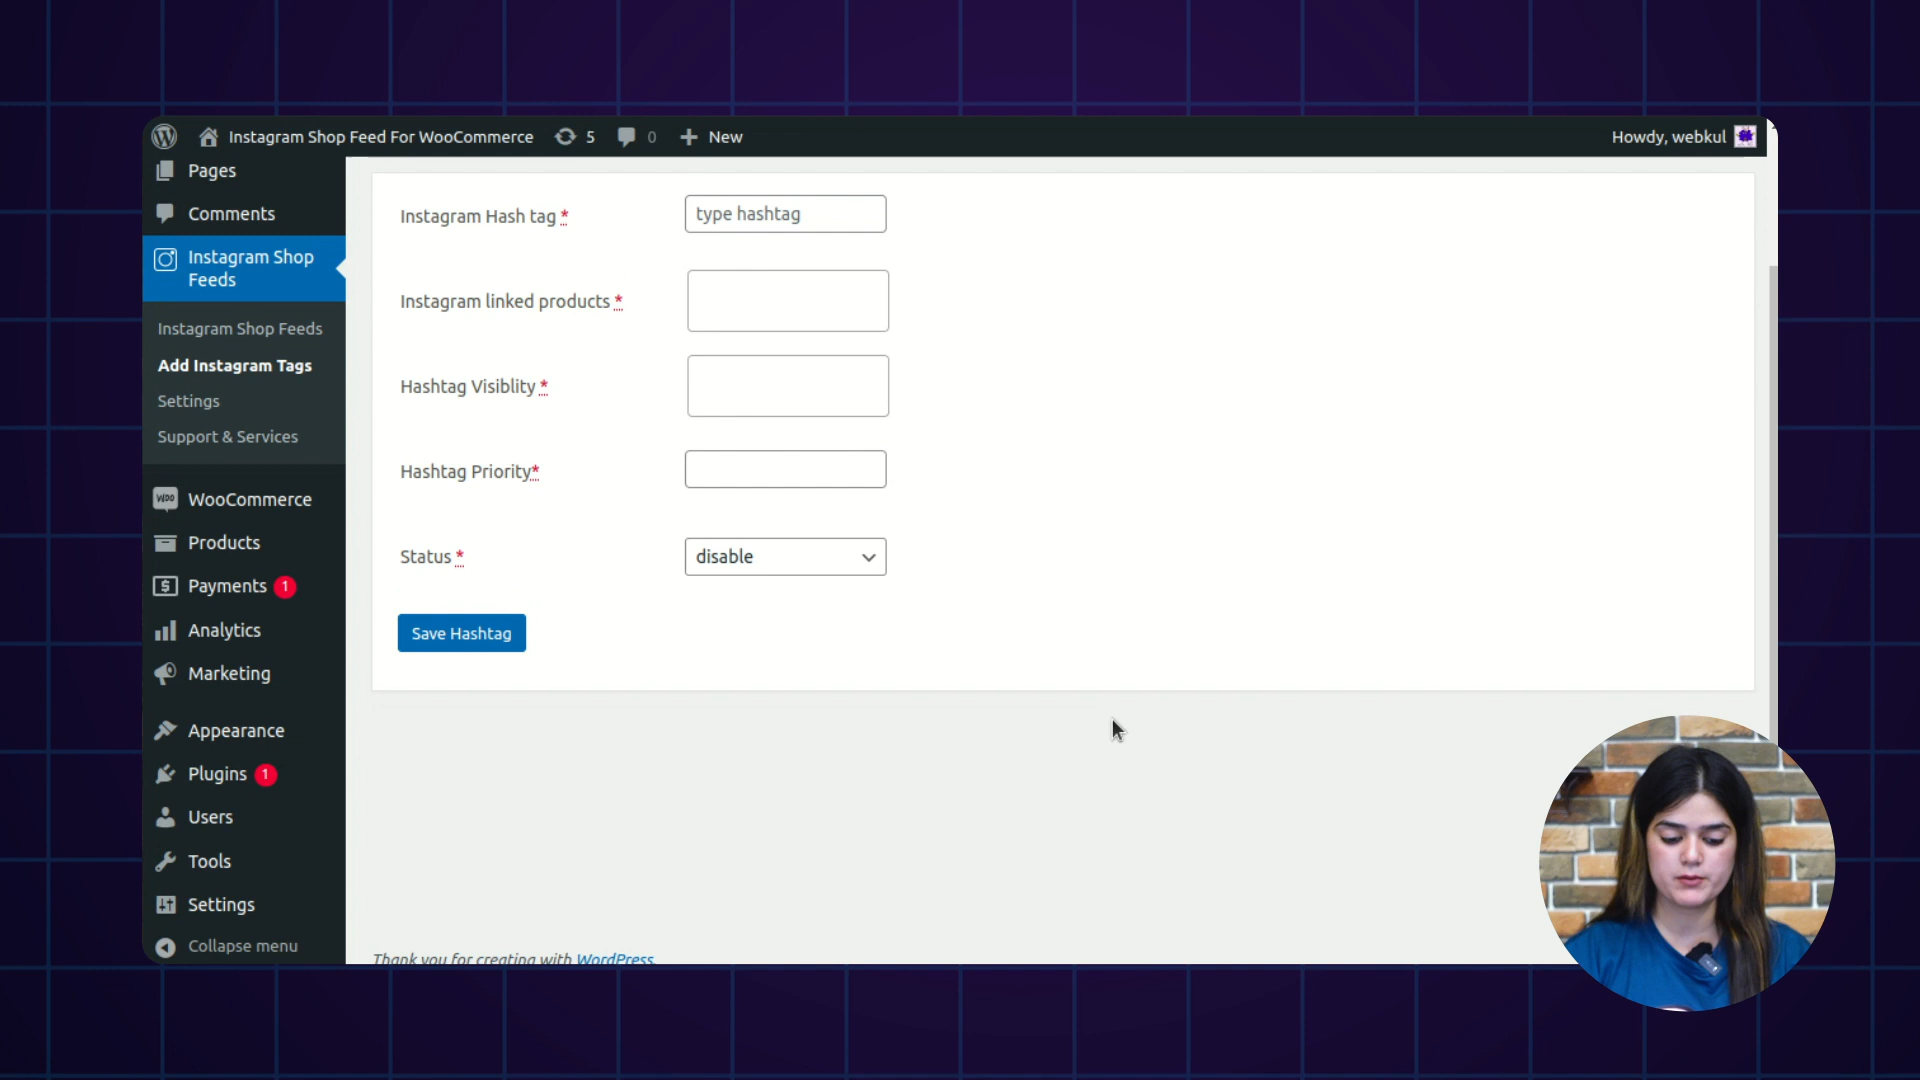 Instagram Shop Feed For WooCommerce 5 0 New Howdy, webkul
Pages
Comments
Instagram Shop
Feeds
Instagram Shop Feeds
Add Instagram Tags
Settings
Support & Services
WOO WooCommerce
Products
Payments 1
Analytics
Marketing
Appearance
Plugins 1
Users
Tools
Settings
Collapse menu
Instagram Hash tag * type hashtag
Instagram linked products *
Hashtag Visiblity *
Hashtag Priority*
Status * disable
Save Hashtag
Thank you for creating with WordPress.